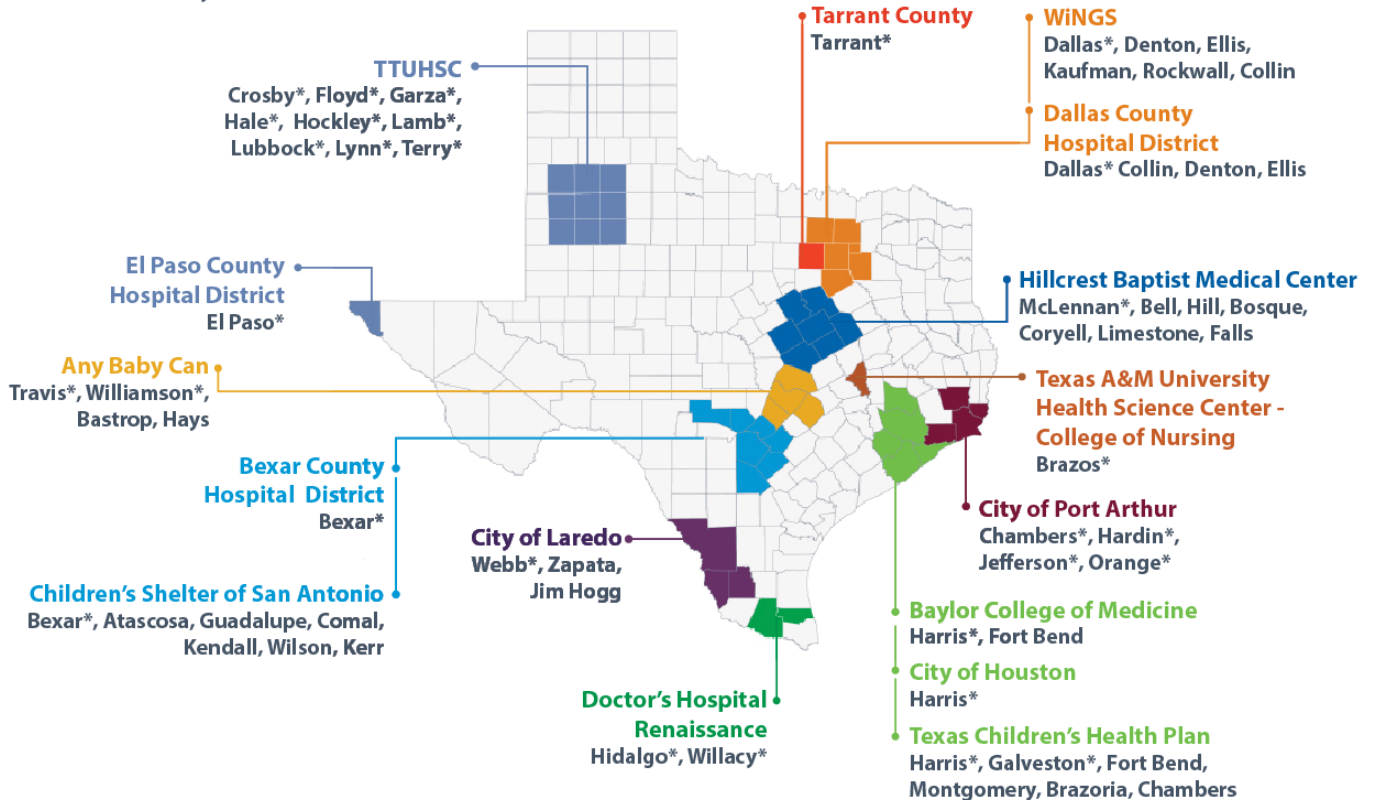 Tarrant County
Tarrant*
WiNGS
Dallas*, Denton, Ellis,
Kaufman, Rockwall, Collin
TTUHSC
Crosby*, Floyd*, Garza*,
Hale*, Hockley*, Lamb*,
Lubbock*, Lynn*, Terry*
Dallas County
Hospital District
Dallas* Collin, Denton, Ellis
El Paso County
Hospital District
El Paso*
Hillcrest Baptist Medical Center
McLennan*, Bell, Hill, Bosque,
Coryell, Limestone, Falls
Any Baby Can
Travis*, Williamson*,
Bastrop, Hays
Texas A&M University
Health Science Center -
College of Nursing
Brazos*
Bexar County
Hospital District
Bexar*
City of Port Arthur
Chambers*, Hardin*,
Jefferson*, Orange*
City of Laredo
Webb*, Zapata,
Jim Hogg
Children's Shelter of San Antonio
Bexar*, Atascosa, Guadalupe, Comal,
Kendall, Wilson, Kerr
Baylor College of Medicine
Harris*, Fort Bend
City of Houston
Harris*
Doctor's Hospital
Renaissance
Hidalgo*, Willacy*
Texas Children's Health Plan
Harris*, Galveston*, Fort Bend,
Montgomery, Brazoria, Chambers